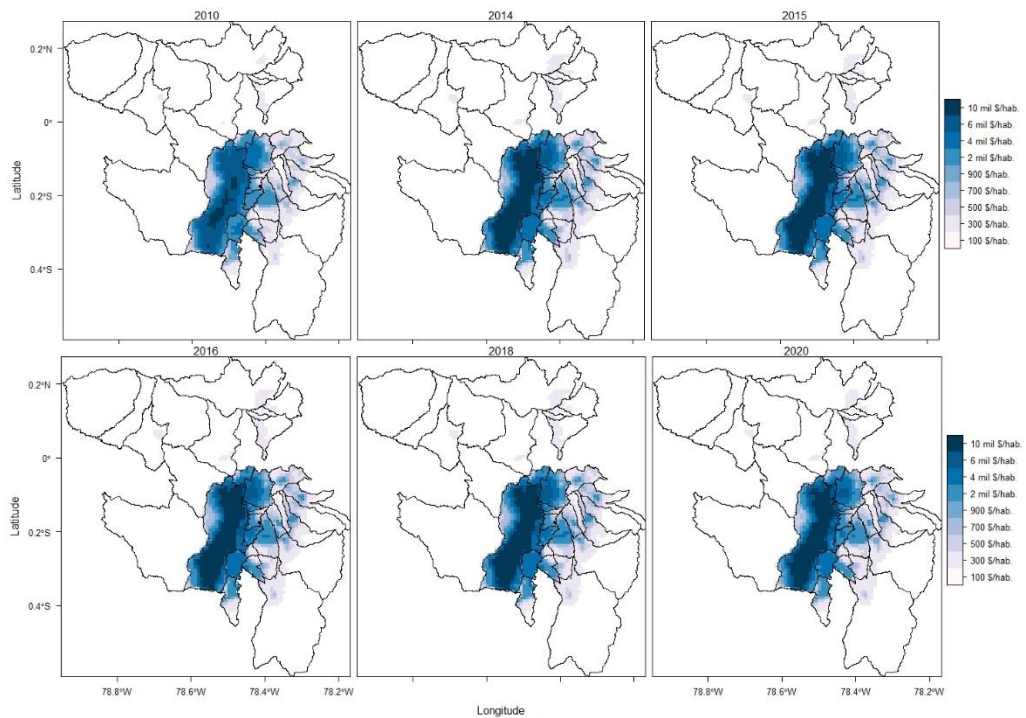 2010
2014
2015
0.2°N
0°
0.2°S
0.4°S
Latitude
10 mil $/hab.
6 mil $/hab.
4 mil $/hab.
2 mil $/hab.
900 $/hab.
700 $/hab.
500 $/hab.
300 $/hab.
100 $/hab.
2016
2018
2020
0.2°N
0°
0.2°S
0.4°S
Latitude
10 mil $/hab.
6 mil $/hab.
4 mil $/hab.
2 mil $/hab.
900 $/hab.
700 $/hab.
500 $/hab.
300 $/hab.
100 $/hab.
78.8°W 78.6°W 78.4°W 78.2°W
78.8°W 78.6°W 78.4°W 78.2°W
Longitude